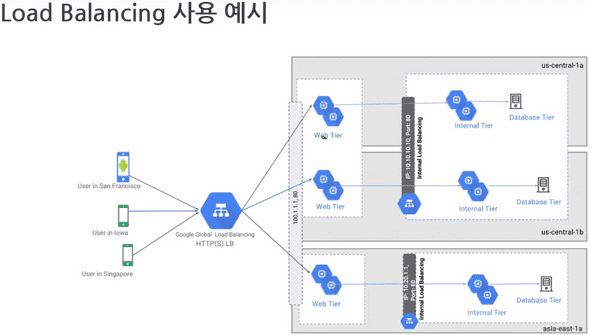 Load Balancing 사용 예시
us-central-1a
Web Tier
Internal Tier
Database Tier
IP: 10.10.10.10, Port: 80
Internal Load Balancing
User in San Francisco
User in Iowa
User in Singapore
Google Global Load Balancing
HTTP(S) LB
100.1.1.1, 80
Web Tier
Internal Tier
Database Tier
us-central-1b
IP: 10.20.1.1,
Port: 80
Internal Load Balancing
Web Tier
Internal Tier
Database Tier
asia-east-1a